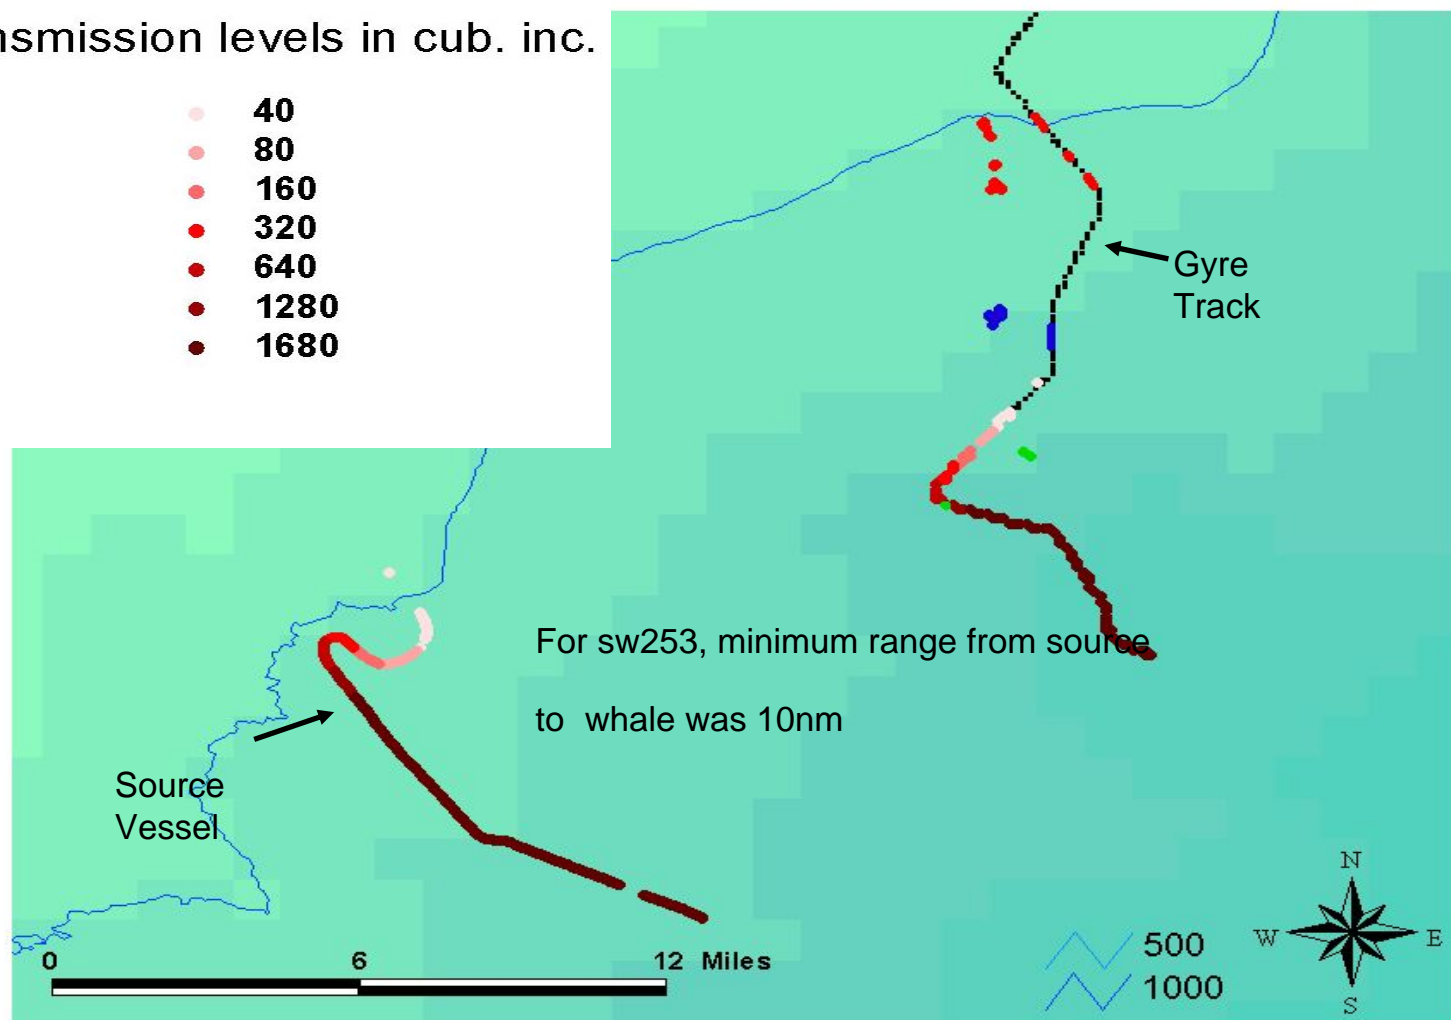 nsmission levels in cub. inc.
40
80
160
320
640
1280
1680
Gyre
Track
For sw253, minimum range from source
to whale was 10nm
Source
Vessel
0 6 12 Miles
500
1000
N
W E
S